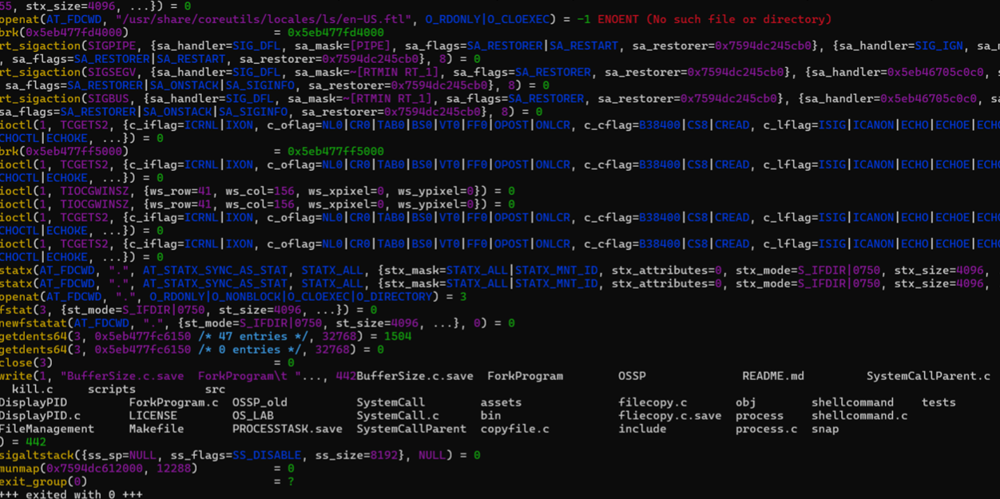 55, stx_size=4096, ...}) = 0
openat(AT_FDCWD, "/usr/share/coreutils/locales/ls/en-US.ftl", O_RDONLY|O_CLOEXEC) = -1 ENOENT (No such file or directory)
brk(0x5eb477fd4000) = 0x5eb477fd4000
rt_sigaction(SIGPIPE, {sa_handler=SIG_DFL, sa_mask=[PIPE], sa_flags=SA_RESTORER|SA_RESTART, sa_restorer=0x7594dc245cb0}, {sa_handler=SIG_IGN, sa_m
, sa_flags=SA_RESTORER|SA_RESTART, sa_restorer=0x7594dc245cb0}, 8) = 0
rt_sigaction(SIGSEGV, {sa_handler=SIG_DFL, sa_mask=~[RTMIN RT_1], sa_flags=SA_RESTORER, sa_restorer=0x7594dc245cb0}, {sa_handler=0x5eb46705c0c0, s
 sa_flags=SA_RESTORER|SA_ONSTACK|SA_SIGINFO, sa_restorer=0x7594dc245cb0}, 8) = 0
rt_sigaction(SIGBUS, {sa_handler=SIG_DFL, sa_mask=~[RTMIN RT_1], sa_flags=SA_RESTORER, sa_restorer=0x7594dc245cb0}, {sa_handler=0x5eb46705c0c0, sa
sa_flags=SA_RESTORER|SA_ONSTACK|SA_SIGINFO, sa_restorer=0x7594dc245cb0}, 8) = 0
ioctl(1, TCGETS2, {c_iflag=ICRNL|IXON, c_oflag=NL0|CR0|TAB0|BS0|VT0|FF0|OPOST|ONLCR, c_cflag=B38400|CS8|CREAD, c_lflag=ISIG|ICANON|ECHO|ECHOE|ECH
CHOCTL|ECHOKE, ...}) = 0
brk(0x5eb477ff5000) = 0x5eb477ff5000
ioctl(1, TCGETS2, {c_iflag=ICRNL|IXON, c_oflag=NL0|CR0|TAB0|BS0|VT0|FF0|OPOST|ONLCR, c_cflag=B38400|CS8|CREAD, c_lflag=ISIG|ICANON|ECHO|ECHOE|ECH
CHOCTL|ECHOKE, ...}) = 0
ioctl(1, TIOCGWINSZ, {ws_row=41, ws_col=156, ws_xpixel=0, ws_ypixel=0}) = 0
ioctl(1, TIOCGWINSZ, {ws_row=41, ws_col=156, ws_xpixel=0, ws_ypixel=0}) = 0
ioctl(1, TCGETS2, {c_iflag=ICRNL|IXON, c_oflag=NL0|CR0|TAB0|BS0|VT0|FF0|OPOST|ONLCR, c_cflag=B38400|CS8|CREAD, c_lflag=ISIG|ICANON|ECHO|ECHOE|ECH
CHOCTL|ECHOKE, ...}) = 0
ioctl(1, TCGETS2, {c_iflag=ICRNL|IXON, c_oflag=NL0|CR0|TAB0|BS0|VT0|FF0|OPOST|ONLCR, c_cflag=B38400|CS8|CREAD, c_lflag=ISIG|ICANON|ECHO|ECHOE|ECH
CHOCTL|ECHOKE, ...}) = 0
statx(AT_FDCWD, ".", AT_STATX_SYNC_AS_STAT, STATX_ALL, {stx_mask=STATX_ALL|STATX_MNT_ID, stx_attributes=0, stx_mode=S_IFDIR|0750, stx_size=4096,
statx(AT_FDCWD, ".", AT_STATX_SYNC_AS_STAT, STATX_ALL, {stx_mask=STATX_ALL|STATX_MNT_ID, stx_attributes=0, stx_mode=S_IFDIR|0750, stx_size=4096,
openat(AT_FDCWD, ".", O_RDONLY|O_NONBLOCK|O_CLOEXEC|O_DIRECTORY) = 3
fstat(3, {st_mode=S_IFDIR|0750, st_size=4096, ...}) = 0
newfstatat(AT_FDCWD, ".", {st_mode=S_IFDIR|0750, st_size=4096, ...}, 0) = 0
getdents64(3, 0x5eb477fc6150 /* 47 entries */, 32768) = 1504
getdents64(3, 0x5eb477fc6150 /* 0 entries */, 32768) = 0
close(3) = 0
write(1, "BufferSize.c.save  ForkProgram\t "..., 442BufferSize.c.save  ForkProgram  OSSP  README.md  SystemCallParent.c
kill.c  scripts  src
DisplayPID  ForkProgram.c  OSSP_old  SystemCall  assets  filecopy.c  obj  shellcommand  tests
DisplayPID.c  LICENSE  OS_LAB  SystemCall.c  bin  fliecopy.c.save  process  shellcommand.c
FileManagement  Makefile  PROCESSTASK.save  SystemCallParent  copyfile.c  include  process.c  snap
) = 442
sigaltstack({ss_sp=NULL, ss_flags=SS_DISABLE, ss_size=8192}, NULL) = 0
munmap(0x7594dc612000, 12288) = 0
exit_group(0) = ?
+++ exited with 0 +++